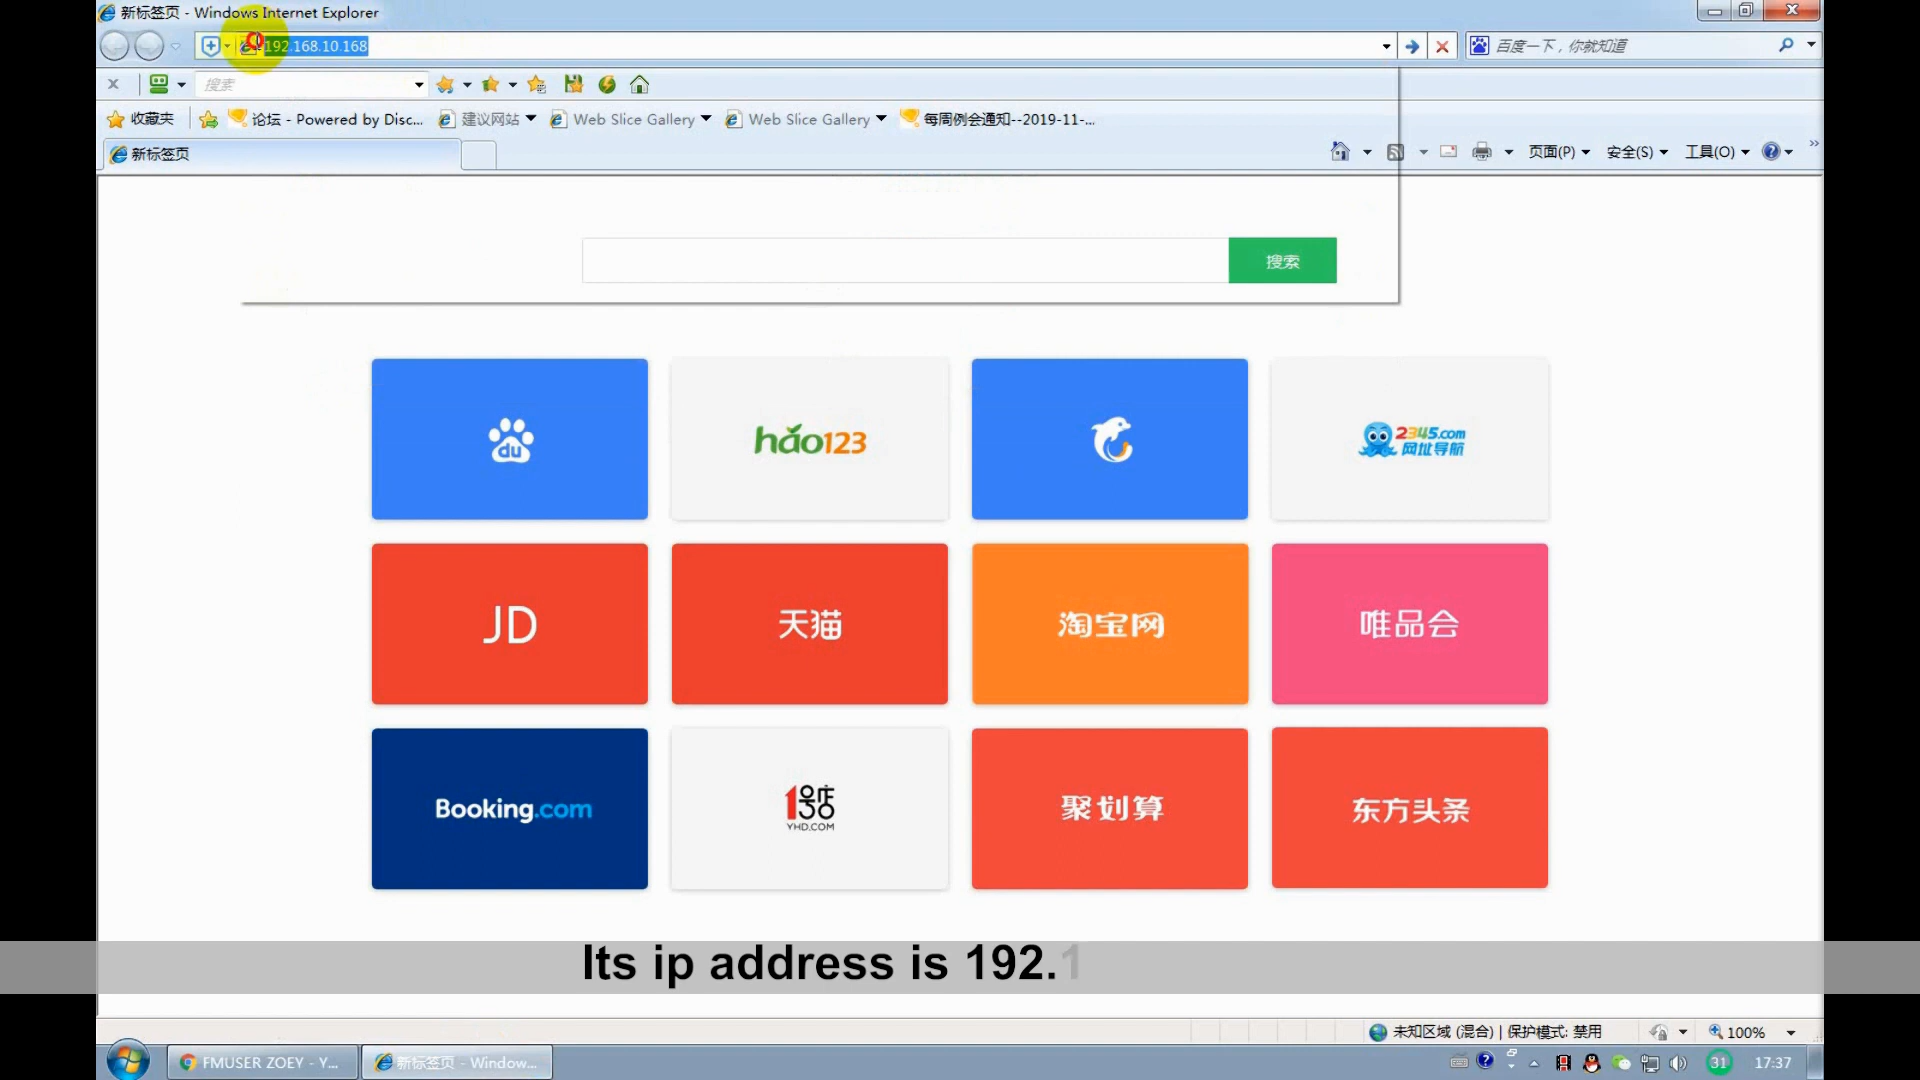 新标签页 - Windows Internet Explorer
192.168.10.168
百度一下，你就知道
搜索
收藏夹
论坛 - Powered by Disc...
建议网站
Web Slice Gallery
Web Slice Gallery
每周例会通知--2019-11-...
新标签页
页面(P)
安全(S)
工具(O)
搜索
du
hao123
2345.com
网址导航
JD
天猫
淘宝网
唯品会
Booking.com
1号店
YHD.COM
聚划算
东方头条
Its ip address is 192.1
未知区域 (混合) | 保护模式: 禁用
100%
FMUSER ZOEY - Y...
新标签页 - Window...
31
17:37